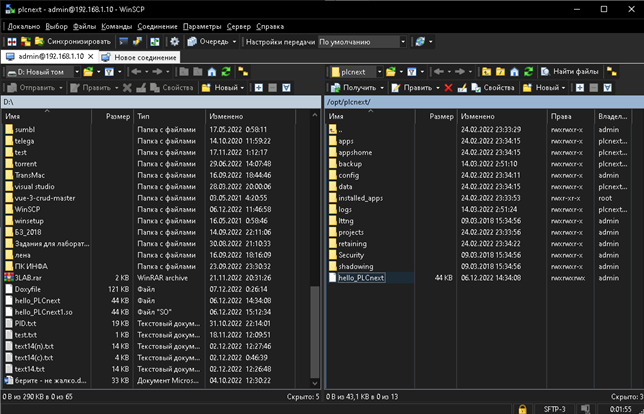 plcnext - admin@192.168.1.10 - WinSCP
Локально Выбор Файлы Команды Соединение Параметры Сервер Справка
Синхронизировать Очередь Настройки передачи По умолчанию
admin@192.168.1.10 Новое соединение
D: Новый том plcnext Найти файлы
Отправить Править Свойства Новый Получить Править Свойства Новый
D:\ /opt/plcnext/
Имя Размер Тип Изменено Имя Размер Изменено Права Владел...
sumbl Папка с файлами 17.05.2022 0:58:11 .. 24.02.2022 23:33:29 rwxrwxr-x admin
telega Папка с файлами 14.10.2020 11:59:22 apps 24.02.2022 23:34:15 rwxrwxr-x plcnext...
test Папка с файлами 17.11.2022 1:12:17 appshome 24.02.2022 23:34:15 rwxrwxr-x plcnext...
torrent Папка с файлами 29.06.2022 14:07:48 backup 14.03.2022 2:51:10 rwxrwxr-x plcnext...
TransMac Папка с файлами 16.09.2022 18:44:46 config 24.02.2022 23:34:11 rwxrwxr-x admin
visual studio Папка с файлами 28.03.2022 20:00:06 data 24.02.2022 23:34:15 rwxrwxr-x admin
vue-3-crud-master Папка с файлами 03.05.2021 4:20:55 installed_apps 24.02.2022 23:33:53 rwxr-xr-x root
WinSCP Папка с файлами 06.12.2022 11:46:58 logs 14.03.2022 2:51:24 rwxrwxr-x plcnext...
winsetup Папка с файлами 16.05.2021 0:58:46 lttng 09.03.2018 15:34:56 rwxrwxr-x admin
БЗ_2018 Папка с файлами 14.09.2022 22:11:06 projects 24.02.2022 23:33:56 rwxrwxr-x admin
Задания для лаборат... Папка с файлами 30.08.2022 21:10:33 retaining 24.02.2022 23:34:22 rwxrwxr-x admin
лена Папка с файлами 16.09.2022 18:16:09 Security 09.03.2018 15:34:56 rwxrwxr-x admin
ПК ИНФА Папка с файлами 23.09.2022 23:30:32 shadowing 09.03.2018 15:34:56 rwxrwxr-x admin
3LAB.rar 2 KB WinRAR archive 21.11.2022 20:31:26 hello_PLCnext 44 KB 06.12.2022 14:34:08 rwxrwxrwx admin
Doxyfile 121 KB Файл 07.12.2022 0:26:14
hello_PLCnext 44 KB Файл 06.12.2022 14:34:08
hello_PLCnext1.so 44 KB Файл "SO" 06.12.2022 15:12:34
PID.txt 1 KB Текстовый докум... 31.10.2022 22:14:01
test.txt 1 KB Текстовый докум... 18.11.2022 12:09:51
text14(п).txt 44 KB Текстовый докум... 02.12.2022 12:27:46
text14(c).txt 4 KB Текстовый докум... 02.12.2022 0:46:39
text14.txt 4 KB Текстовый докум... 02.12.2022 12:26:48
берите - не жалко.d... 33 KB Документ Micros... 04.10.2022 12:30:22
0 B из 290 KB в 0 из 65 Скрыто: 5 0 B из 43,1 KB в 0 из 13 Скрыто: 3
SFTP-3 0:01:55